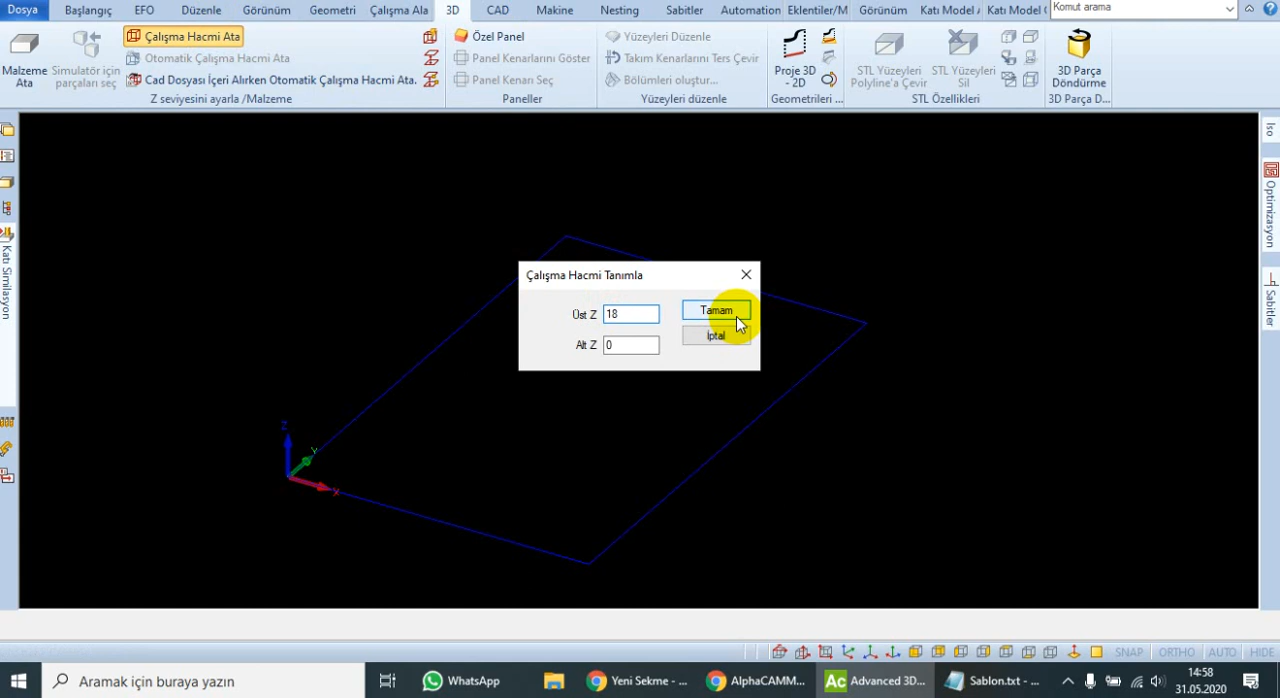 Dosya Başlangıç EFO Düzenle Görünüm Geometri Çalışma Ala 3D CAD Makine Nesting Sabitler Automation Eklentiler/M Görünüm Katı Model Katı Model Komut arama
Çalışma Hacmi Ata
Otomatik Çalışma Hacmi Ata
Cad Dosyası İçeri Alırken Otomatik Çalışma Hacmi Ata.
Malzeme
Ata
Simulatör için
parçaları seç
Z seviyesini ayarla /Malzeme
Özel Panel
Panel Kenarlarını Göster
Panel Kenarı Seç
Paneller
Yüzeyleri Düzenle
Takım Kenarlarını Ters Çevir
Bölümleri oluştur...
Yüzeyleri düzenle
Proje 3D
- 2D
Geometrileri ...
STL Yüzeyleri
Polyline'a Çevir
STL Yüzeyleri
Sil
STL Özellikleri
3D Parça
Döndürme
3D Parça D...
Katı Simülasyon
Iso
Optimizasyon
Sabitler
Çalışma Hacmi Tanımla
Üst Z 18 Tamam
Alt Z 0 İptal
Z
Y
X
SNAP ORTHO AUTO HIDE
Aramak için buraya yazın
WhatsApp
Yeni Sekme - ...
AlphaCAMM...
Ac Advanced 3D...
Sablon.txt - ...
14:58
31.05.2020